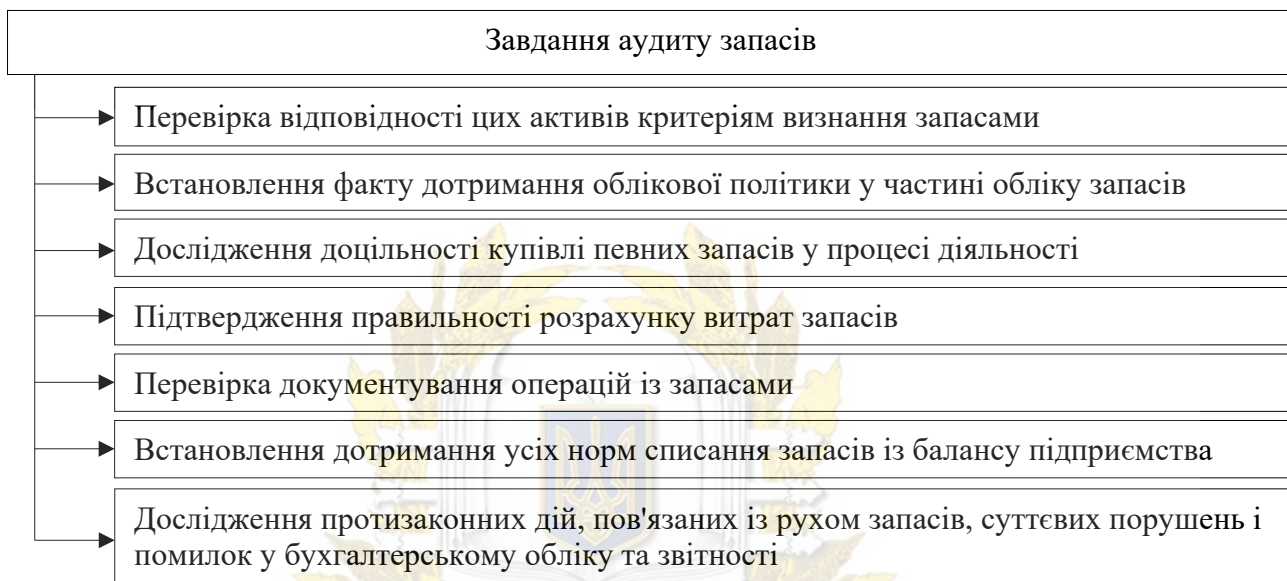 Завдання аудиту запасів
Перевірка відповідності цих активів критеріям визнання запасами
Встановлення факту дотримання облікової політики у частині обліку запасів
Дослідження доцільності купівлі певних запасів у процесі діяльності
Підтвердження правильності розрахунку витрат запасів
Перевірка документування операцій із запасами
Встановлення дотримання усіх норм списання запасів із балансу підприємства
Дослідження протизаконних дій, пов'язаних із рухом запасів, суттєвих порушень і
помилок у бухгалтерському обліку та звітності